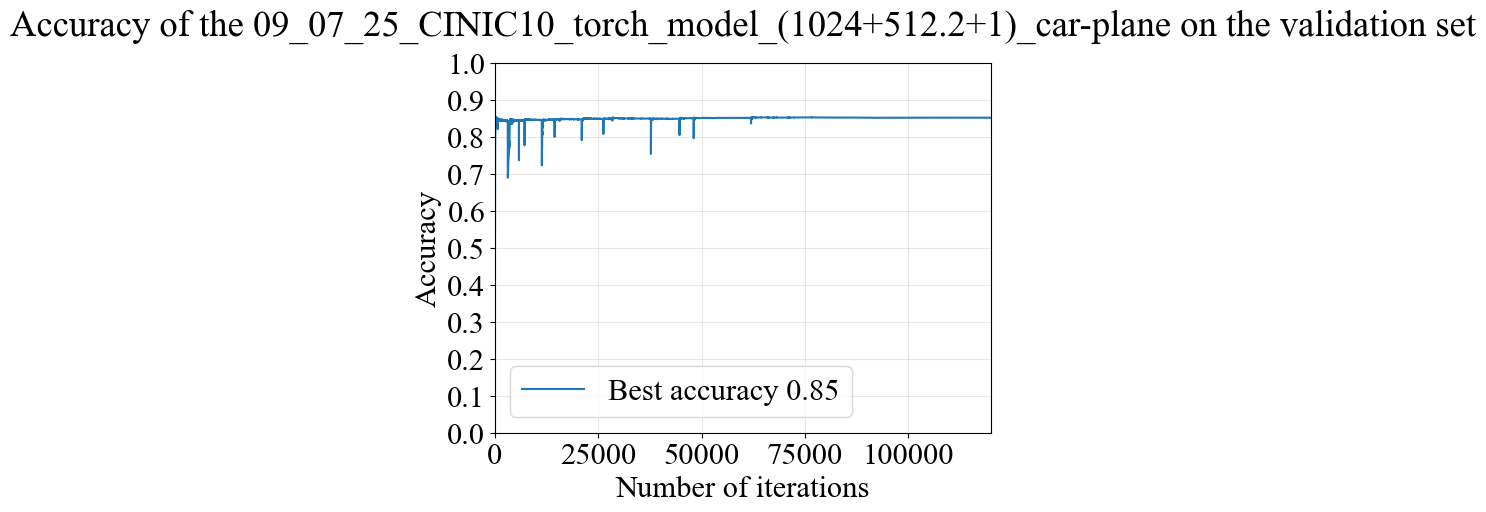 Accuracy of the 09_07_25_CINIC10_torch_model_(1024+512.2+1)_car-plane on the validation set
1.0
0.9
0.8
0.7
0.6
0.5
0.4
0.3
0.2
0.1
0.0
Accuracy
Best accuracy 0.85
0 25000 50000 75000 100000
Number of iterations